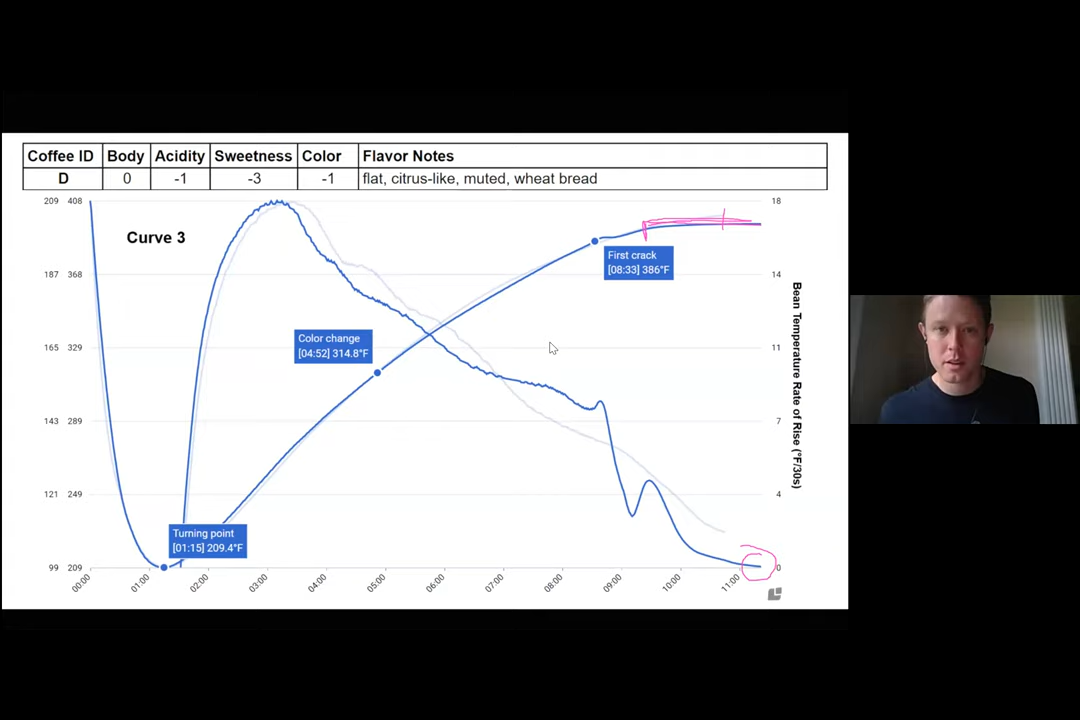 Coffee ID Body Acidity Sweetness Color Flavor Notes
D 0 -1 -3 -1 flat, citrus-like, muted, wheat bread
209 408
187 368
165 329
143 289
121 249
99 209
Curve 3
Turning point
[01:15] 209.4°F
Color change
[04:52] 314.8°F
First crack
[08:33] 386°F
18
14
11
7
4
0
Bean Temperature Rate of Rise (°F/30s)
00:00 01:00 02:00 03:00 04:00 05:00 06:00 07:00 08:00 09:00 10:00 11:00